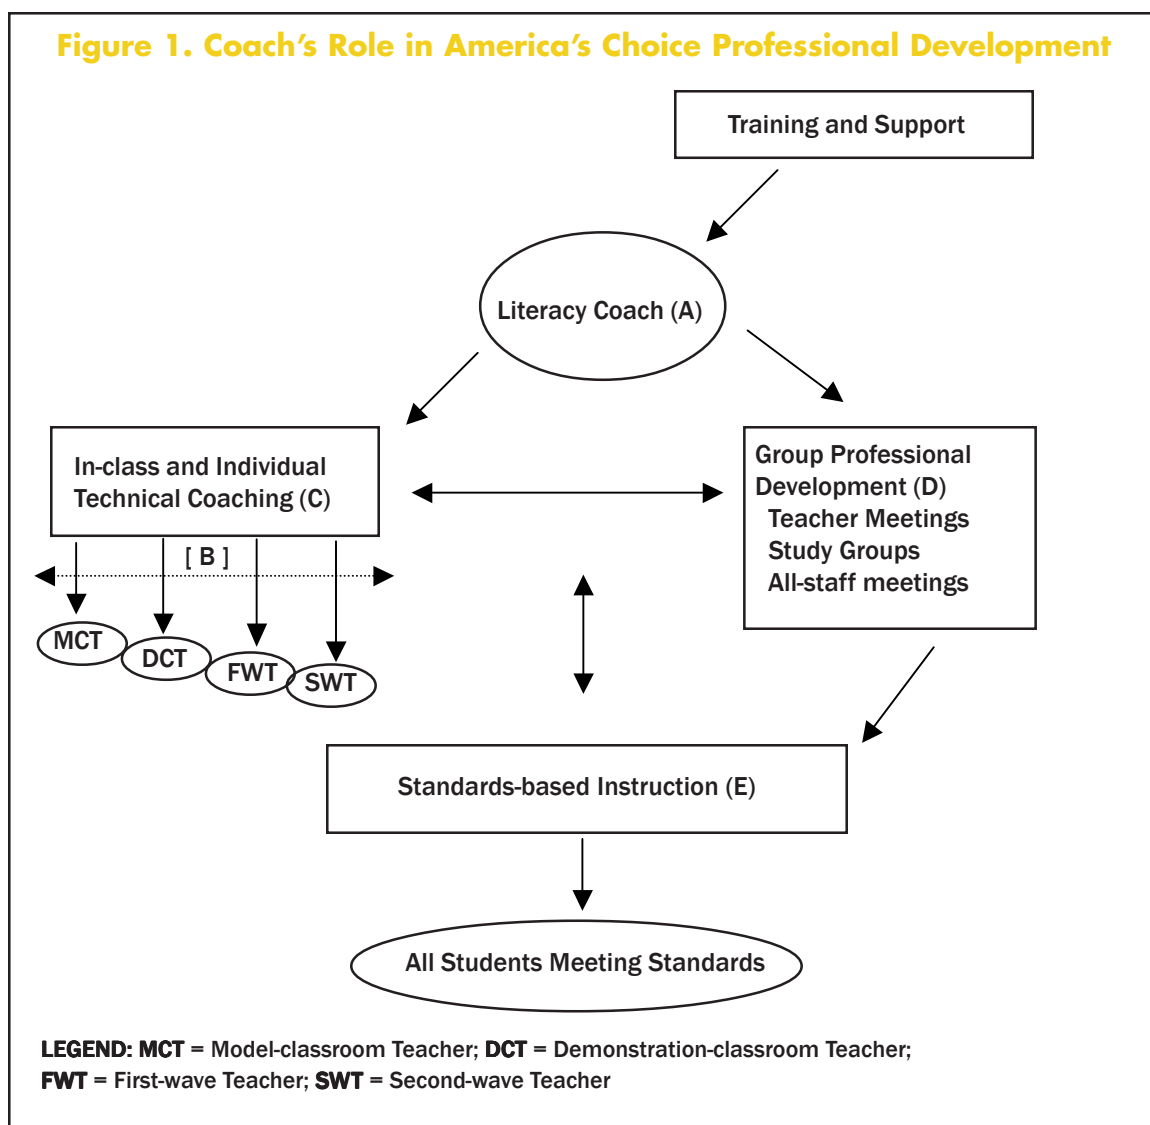 Figure 1. Coach's Role in America's Choice Professional Development
Training and Support
Literacy Coach (A)
In-class and Individual
Technical Coaching (C)
Group Professional
Development (D)
Teacher Meetings
Study Groups
All-staff meetings
[ B ]
MCT
DCT
FWT
SWT
Standards-based Instruction (E)
All Students Meeting Standards
LEGEND: MCT = Model-classroom Teacher; DCT = Demonstration-classroom Teacher;
FWT = First-wave Teacher; SWT = Second-wave Teacher